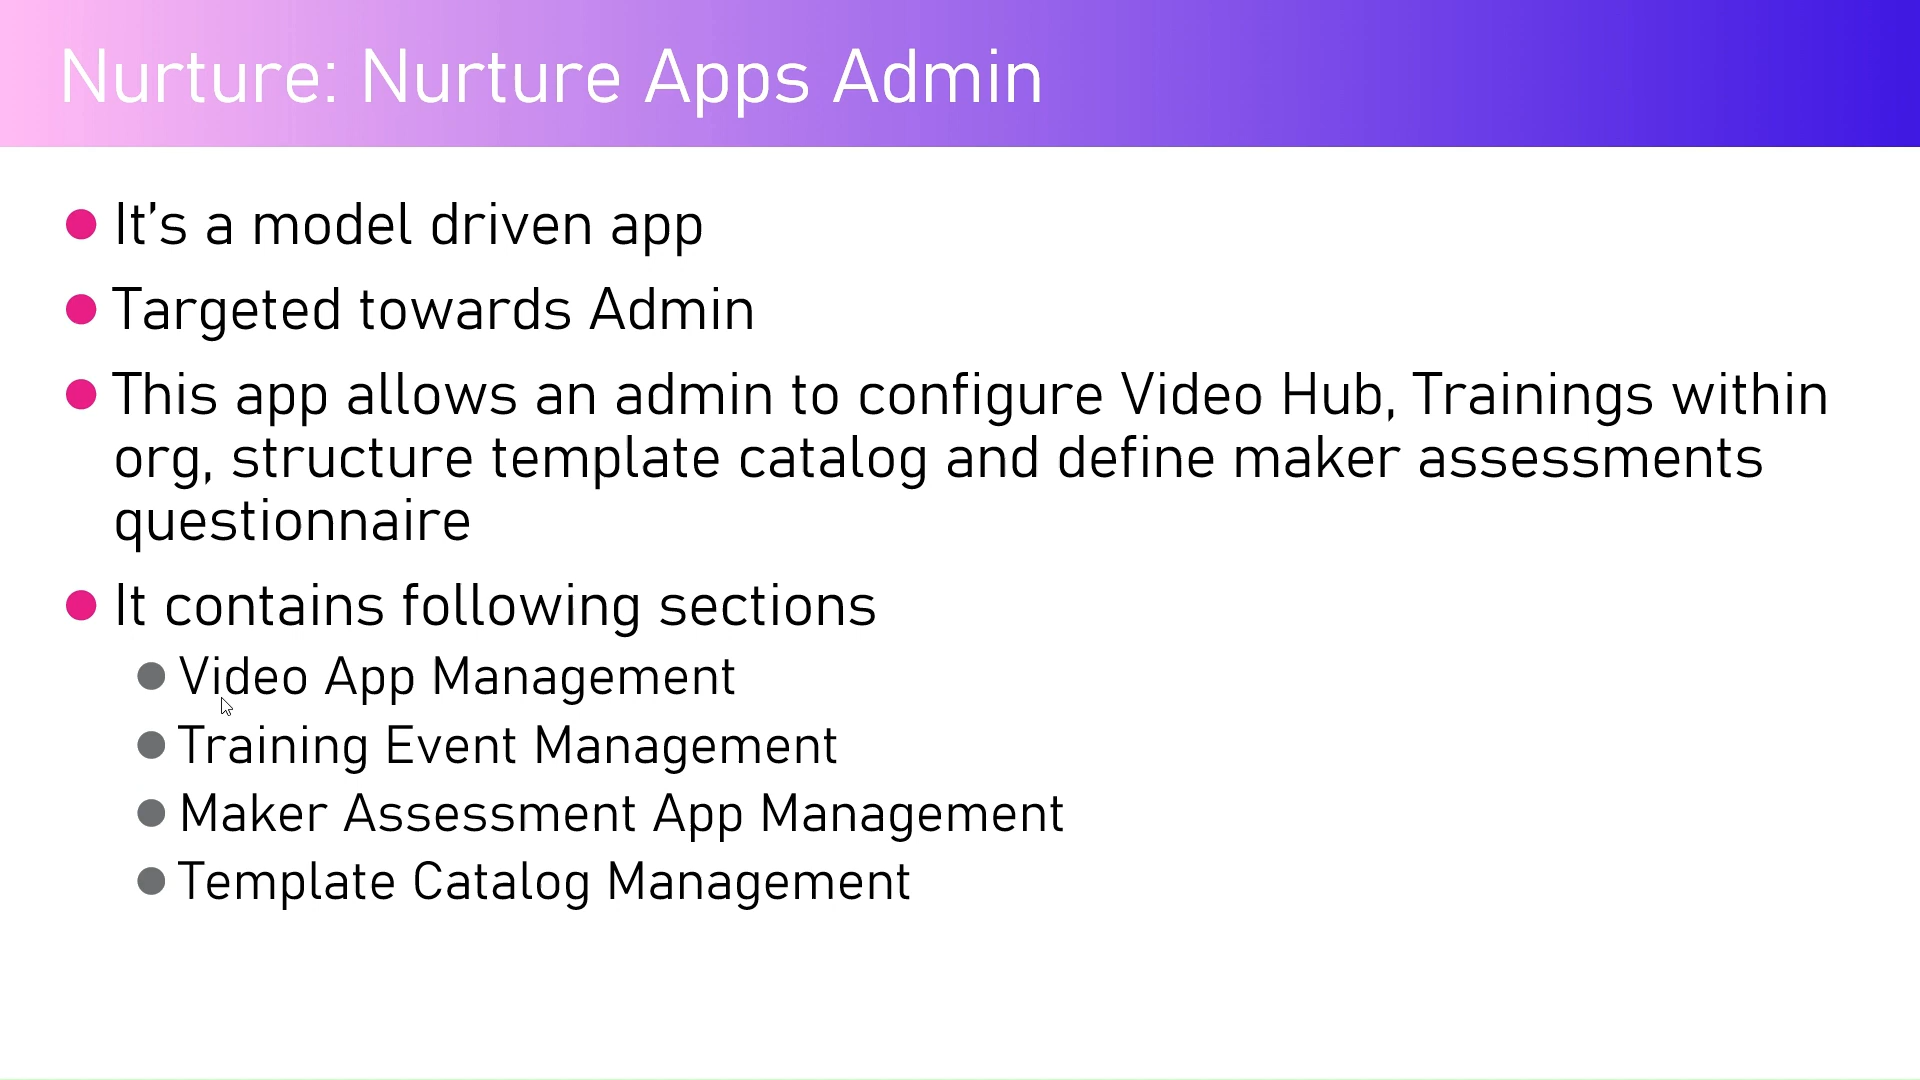 Nurture: Nurture Apps Admin
It's a model driven app
Targeted towards Admin
This app allows an admin to configure Video Hub, Trainings within
org, structure template catalog and define maker assessments
questionnaire
It contains following sections
Video App Management
Training Event Management
Maker Assessment App Management
Template Catalog Management